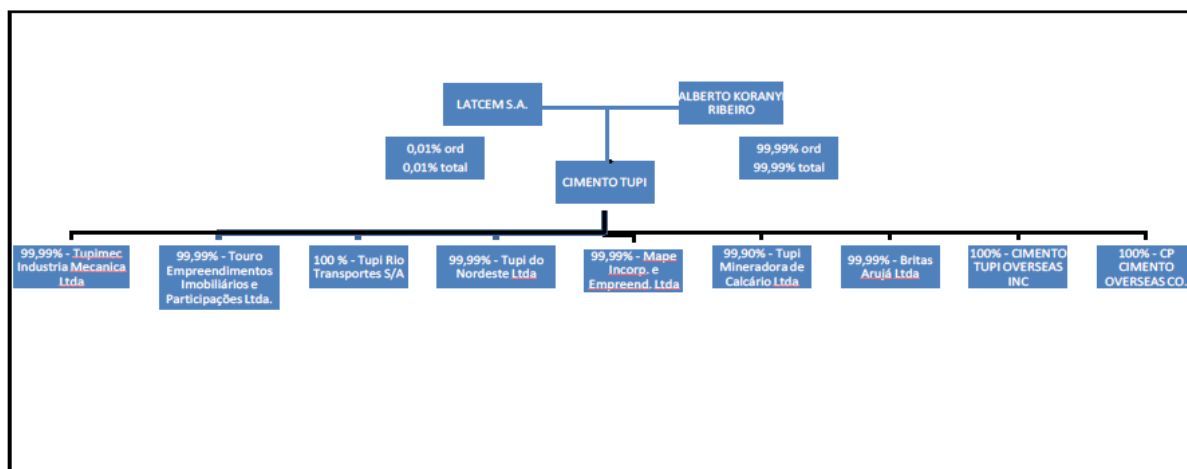 LATCEM S.A.
ALBERTO KORANYI
RIBEIRO
0,01% ord
0,01% total
99,99% ord
99,99% total
CIMENTO TUPI
99,99% - Tupimec
Industria Mecanica
Ltda
99,99% - Touro
Empreendimentos
Imobiliários e
Participações Ltda.
100 % - Tupi Rio
Transportes S/A
99,99% - Tupi do
Nordeste Ltda
99,99% - Mape
Incorp. e
Empreend. Ltda
99,90% - Tupi
Mineradora de
Calcário Ltda
99,99% - Britas
Arujá Ltda
100% - CIMENTO
TUPI OVERSEAS
INC
100% - CP
CIMENTO
OVERSEAS CO.